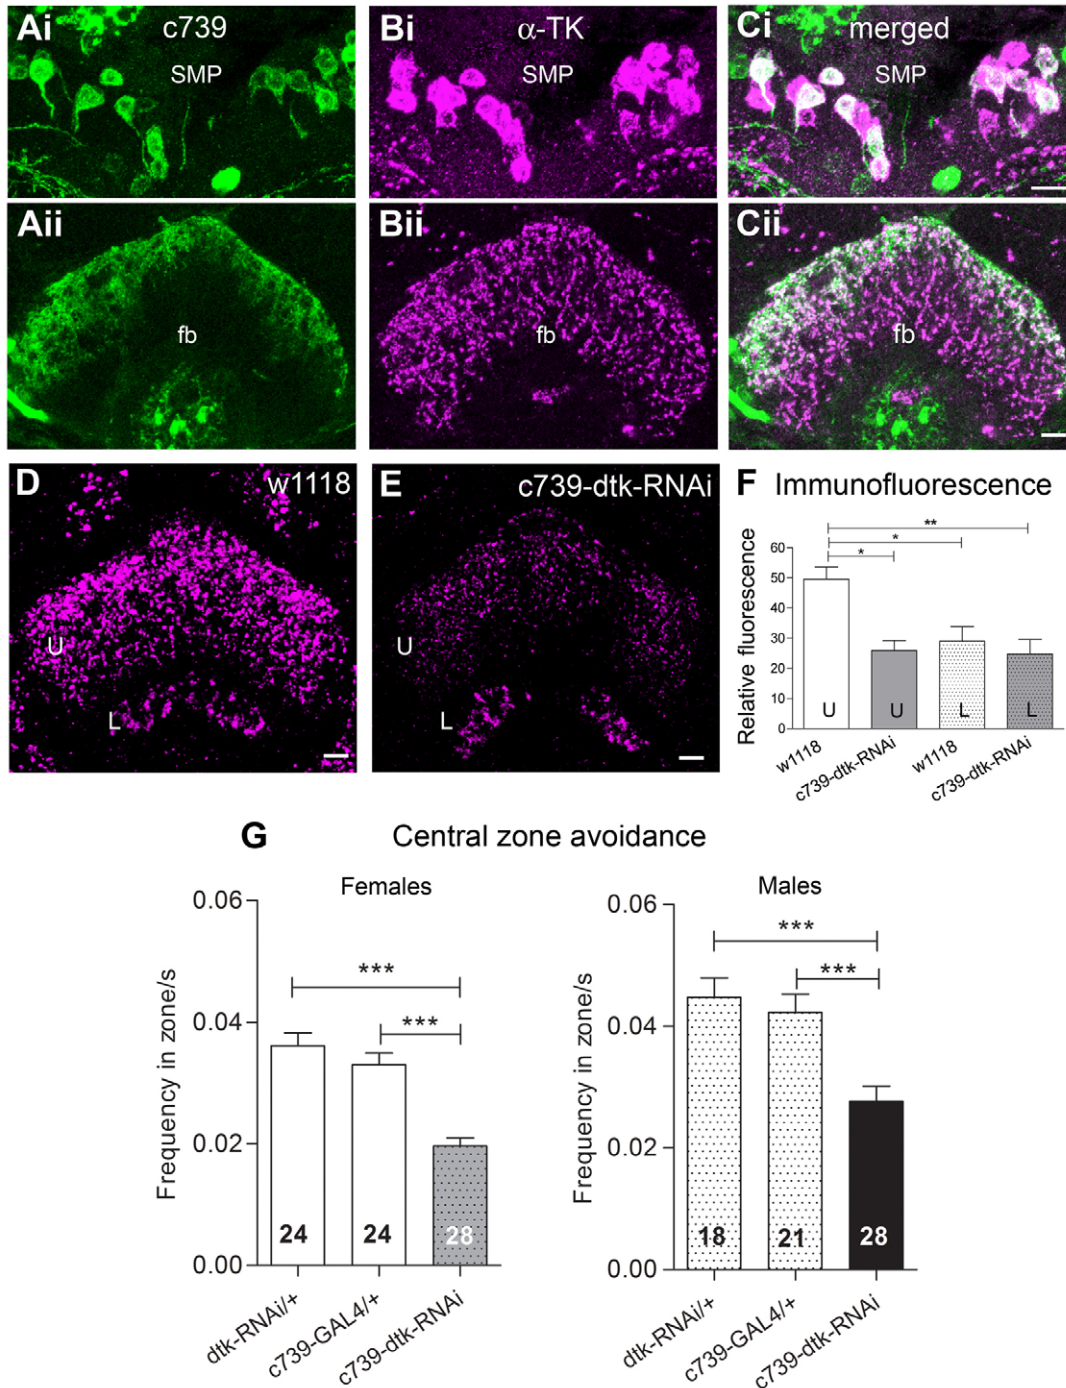 Ai c739
SMP
Bi α-TK
SMP
Ci merged
SMP
Aii
fb
Bii
fb
Cii
fb
D w1118
U
L
E c739-dtk-RNAi
U
L
F Immunofluorescence
**
*
*
Relative fluorescence
60
50
40
30
20
10
0
U
U
L
L
w1118
c739-dtk-RNAi
w1118
c739-dtk-RNAi
G Central zone avoidance
Females
Frequency in zone/s
0.06
0.04
0.02
0.00
***
***
24
24
28
dtk-RNAi/+
c739-GAL4/+
c739-dtk-RNAi
Males
Frequency in zone/s
0.06
0.04
0.02
0.00
***
***
18
21
28
dtk-RNAi/+
c739-GAL4/+
c739-dtk-RNAi